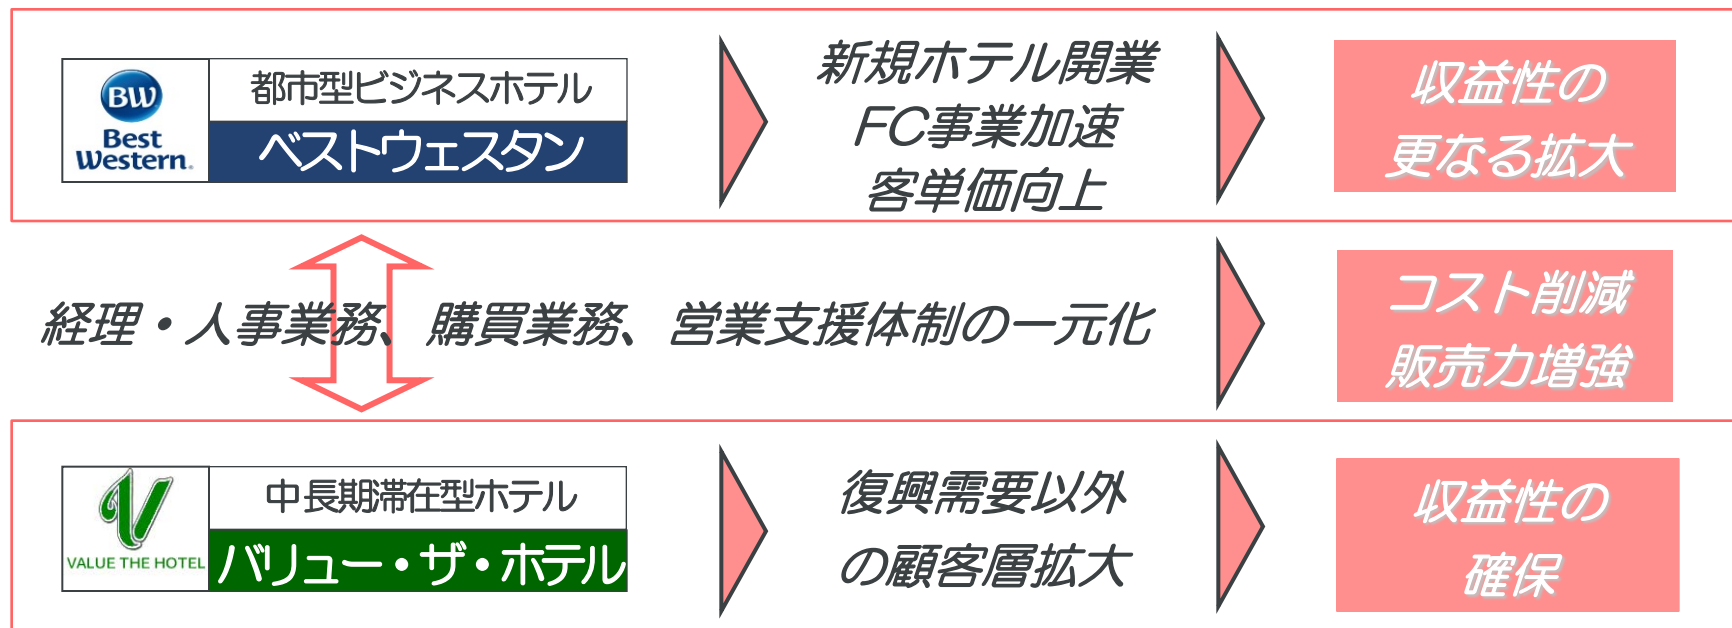 BW
Best
Western.
都市型ビジネスホテル
ベストウェスタン
新規ホテル開業
FC事業加速
客単価向上
収益性の
更なる拡大
経理・人事業務、購買業務、営業支援体制の一元化
コスト削減
販売力増強
V
VALUE THE HOTEL
中長期滞在型ホテル
バリュー・ザ・ホテル
復興需要以外
の顧客層拡大
収益性の
確保